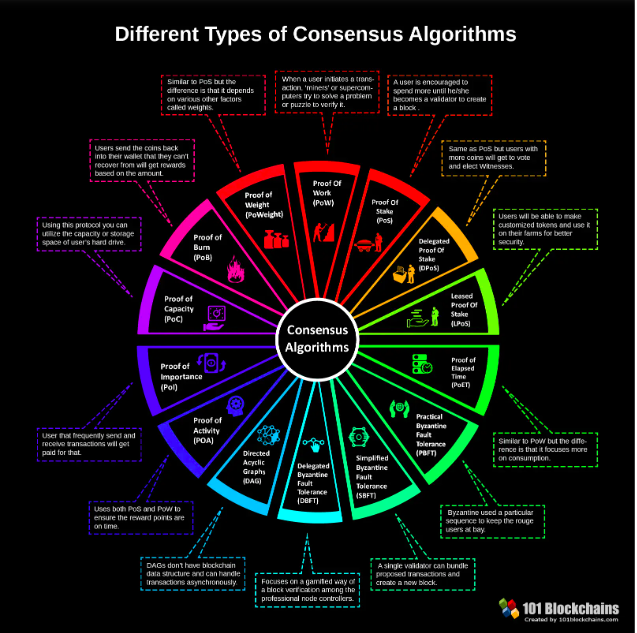 Different Types of Consensus Algorithms
Similar to PoS but the
difference is that it depends
on various other factors
called weights.
When a user initiates a trans-
action, 'miners' or supercom-
puters try to solve a problem
or puzzle to verify it.
A user is encouraged to
spend more until he/she
becomes a validator to create
a block .
Users send the coins back
into their wallet that they can't
recover from will get rewards
based on the amount.
Same as PoS but users with
more coins will get to vote
and elect Witnesses.
Using this protocol you can
utilize the capacity or storage
space of user's hard drive.
Users will be able to make
customized tokens and use it
on their farms for better
security.
Proof of
Weight
(PoWeight)
Proof Of
Work
(PoW)
Proof Of
Stake
(PoS)
Proof of
Burn
(PoB)
Delegated
Proof Of
Stake
(DPoS)
Proof of
Capacity
(PoC)
Leased
Proof Of
Stake
(LPoS)
Consensus
Algorithms
Proof of
Importance
(PoI)
Proof of
Elapsed
Time
(PoET)
Proof of
Activity
(POA)
Practical
Byzantine
Fault
Tolerance
(PBFT)
Directed
Acyclic
Graphs
(DAG)
Delegated
Byzantine
Fault
Tolerance
(DBFT)
Simplified
Byzantine
Fault
Tolerance
(SBFT)
User that frequently send and
receive transactions will get
paid for that.
Similar to PoW but the diffe-
rence is that it focuses more
on consumption.
Uses both PoS and PoW to
ensure the reward points are
on time.
Byzantine used a particular
sequence to keep the rouge
users at bay.
DAGs don't have blockchain
data structure and can handle
transactions asynchronously.
Focuses on a gamified way of
a block verification among the
professional node controllers.
A single validator can bundle
proposed transactions and
create a new block.
101 Blockchains
Created by 101blockchains.com